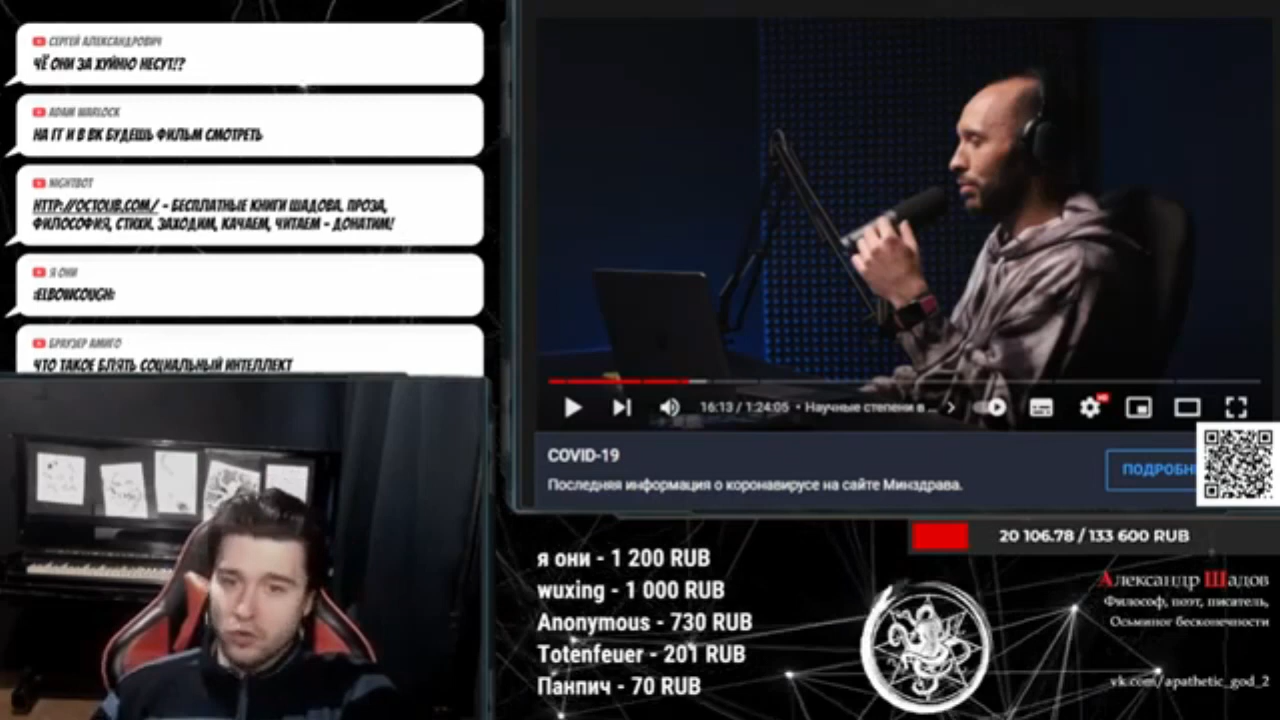 СЕРГЕЙ АЛЕКСАНДРОВИЧ
ЧЁ ОНИ ЗА ХУЙНЮ НЕСУТ!?
ADAM WARLOCK
НА ГГ И В ВК БУДЕШЬ ФИЛЬМ СМОТРЕТЬ
NIGHTBOT
HTTP://OCTOLIB.COM/ - БЕСПЛАТНЫЕ КНИГИ ШАДОВА. ПРОЗА,
ФИЛОСОФИЯ, СТИХИ. ЗАХОДИМ, КАЧАЕМ, ЧИТАЕМ - ДОНАТИМ!
Я ОНИ
:ELBOWCOUGH:
БРАУЗЕР АМИГО
ЧТО ТАКОЕ БЛЯТЬ СОЦИАЛЬНЫЙ ИНТЕЛЛЕКТ
16:13 / 1:24:05 • Научные степени в ...
COVID-19
Последняя информация о коронавирусе на сайте Минздрава.
ПОДРОБН
20 106.78 / 133 600 RUB
я они - 1 200 RUB
wuxing - 1 000 RUB
Anonymous - 730 RUB
Totenfeuer - 201 RUB
Панпич - 70 RUB
Александр Шадов
Философ, поэт, писатель,
Осьминог бесконечности
vk.com/apathetic_god_2